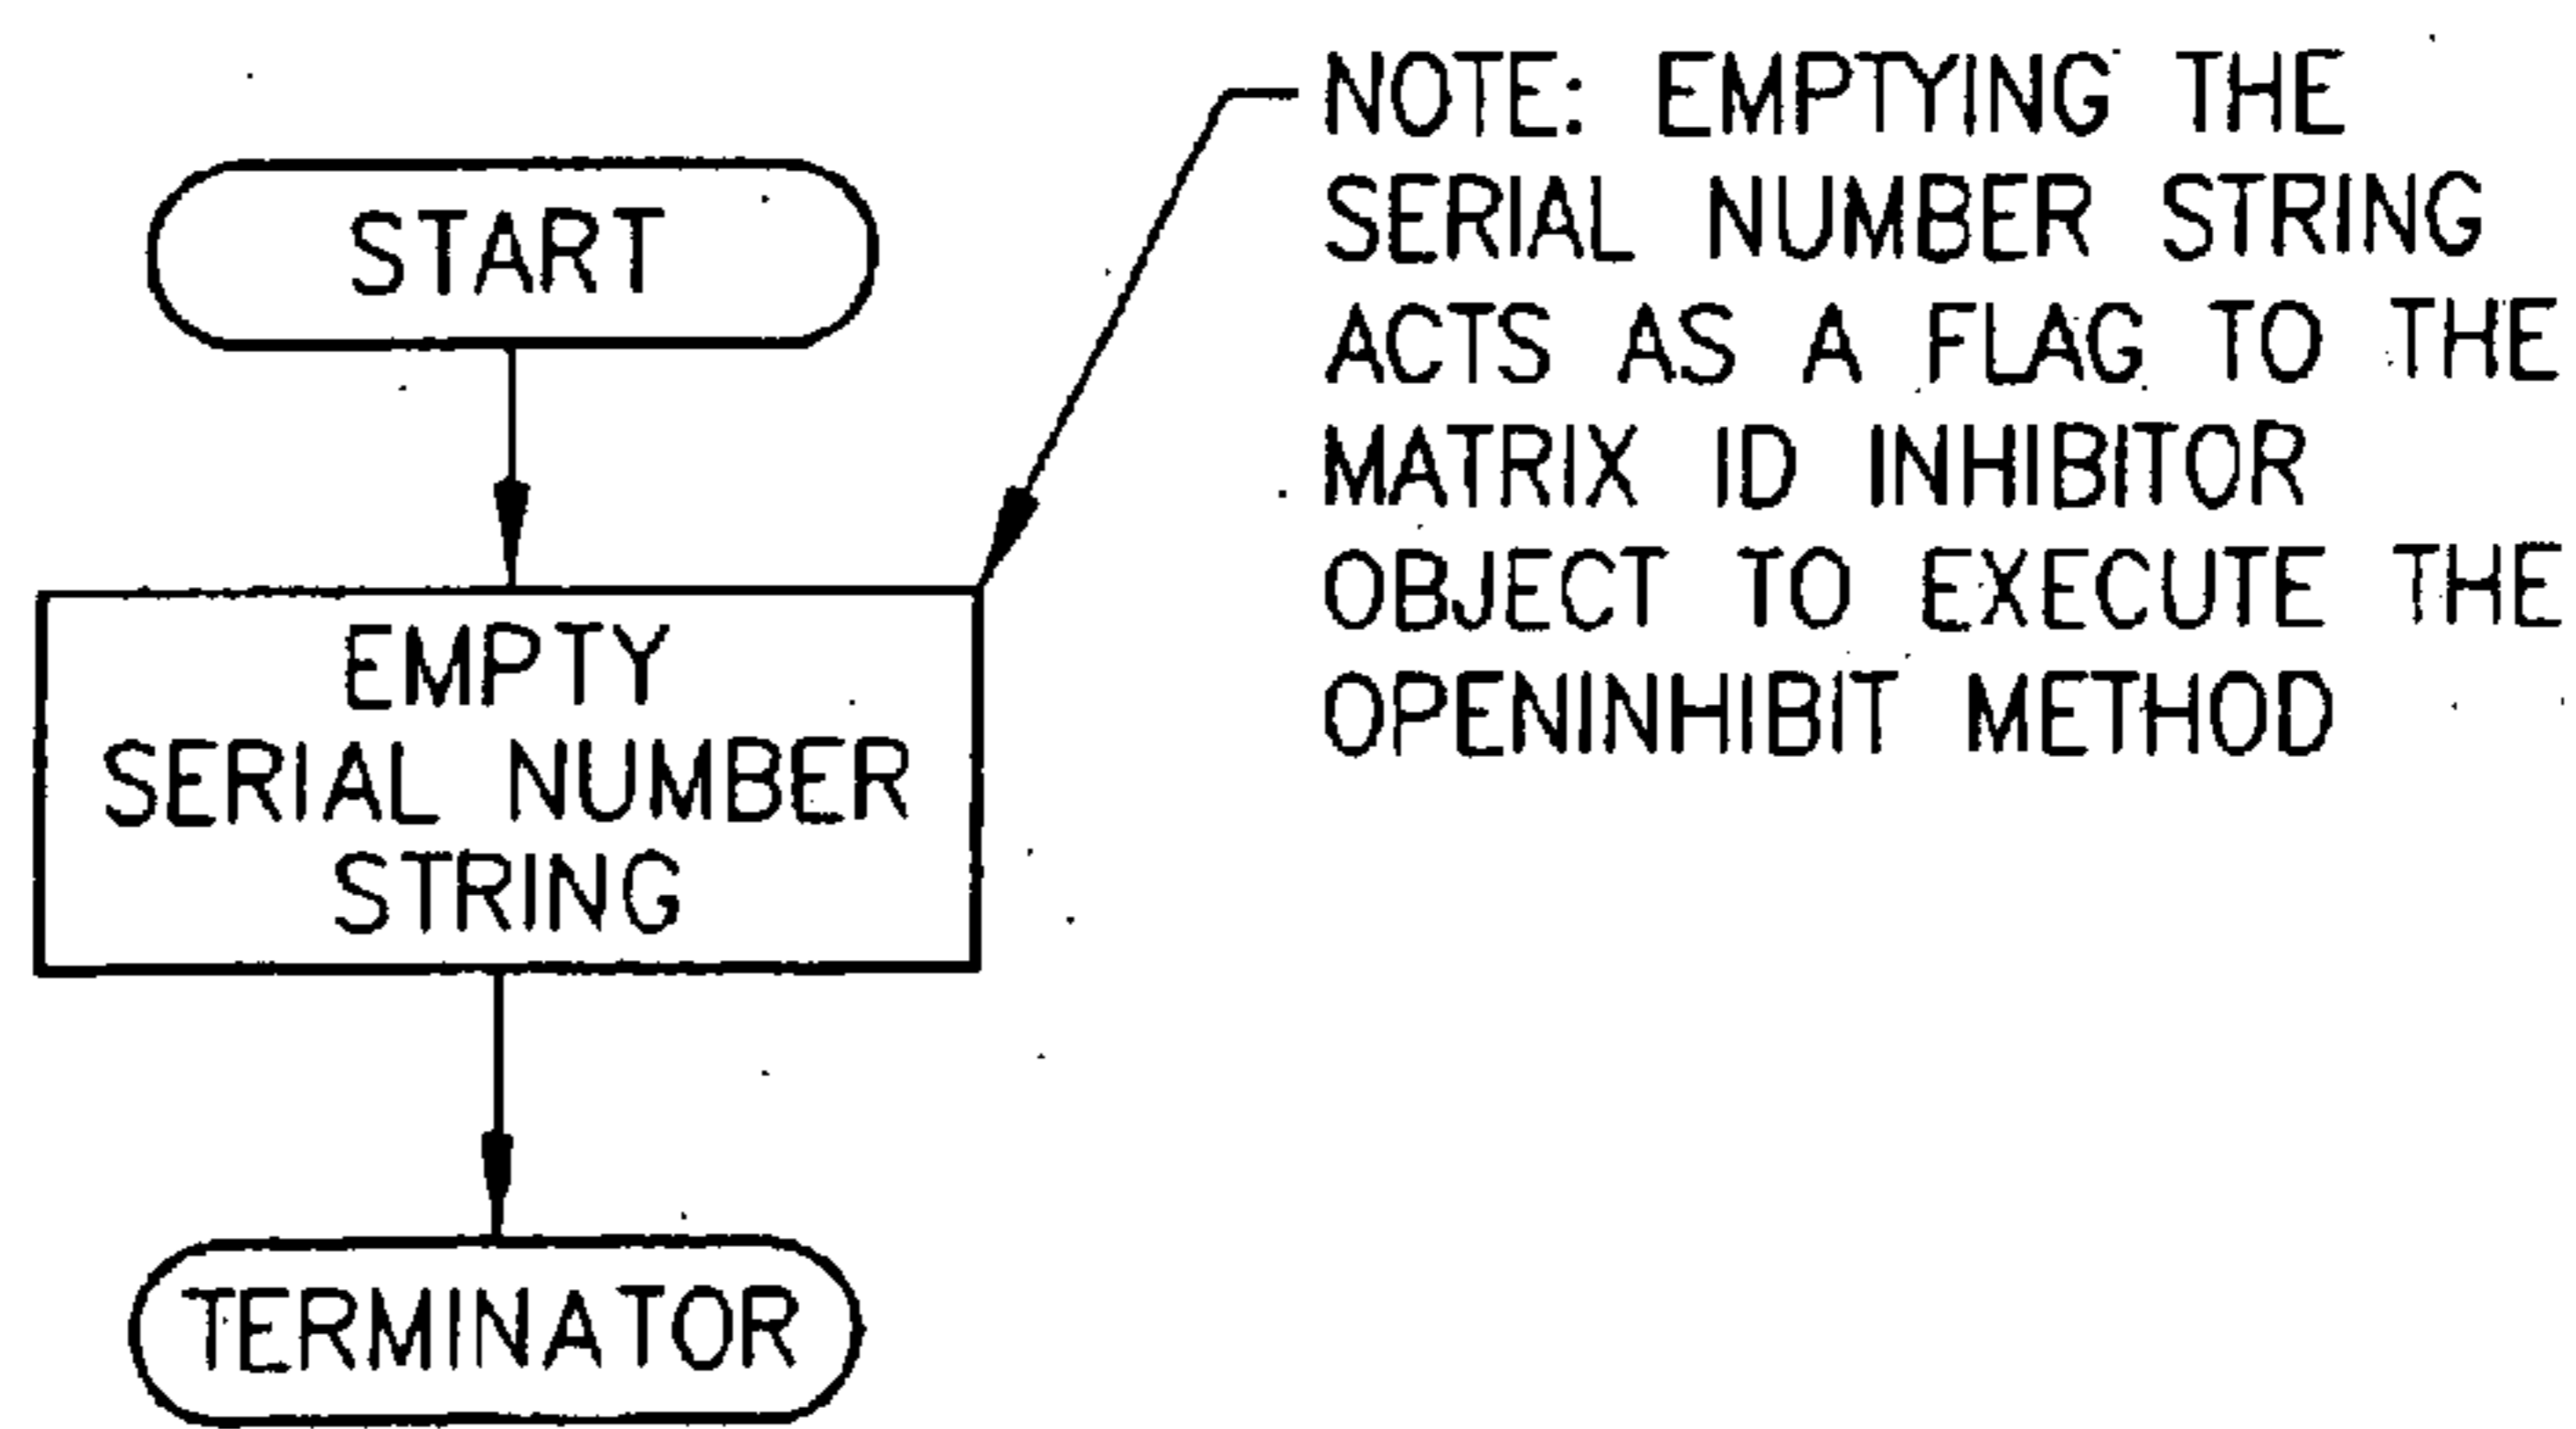 START
EMPTY
SERIAL NUMBER
STRING
TERMINATOR
NOTE: EMPTYING THE
SERIAL NUMBER STRING
ACTS AS A FLAG TO THE
MATRIX ID INHIBITOR
OBJECT TO EXECUTE THE
OPENINHIBIT METHOD